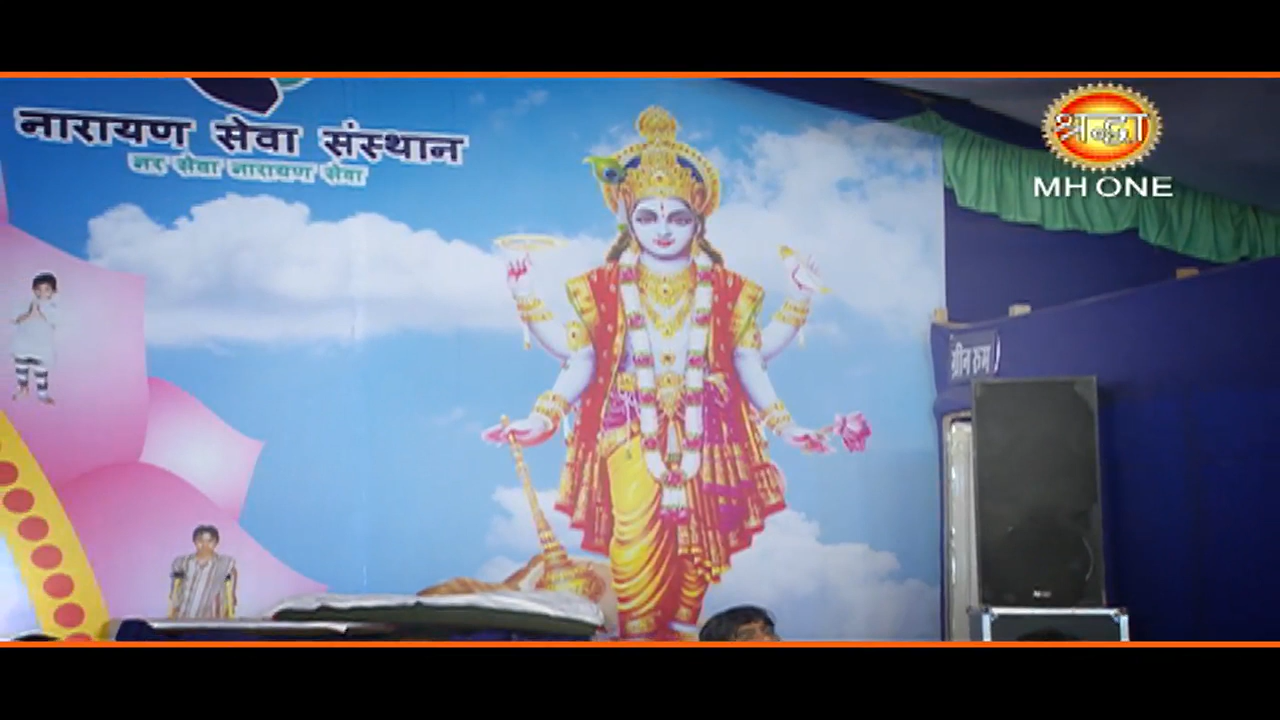 नारायण सेवा संस्थान
नर सेवा नारायण सेवा
श्रद्धा
MH ONE
ग्रीन रुम